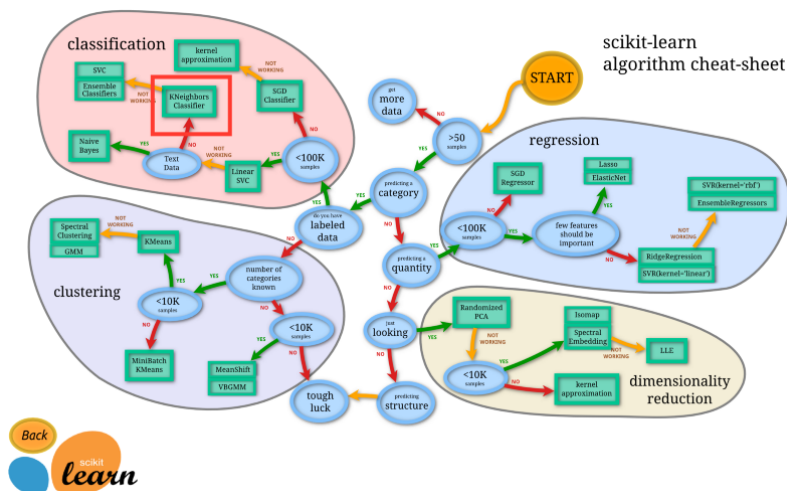 scikit-learn
algorithm cheat-sheet
START
classification
kernel
approximation
NOT
WORKING
SVC
Ensemble
Classifiers
NOT
WORKING
KNeighbors
Classifier
SGD
Classifier
NO
NO
Naive
Bayes
YES
Text
Data
NOT
WORKING
Linear
SVC
YES
<100K
samples
YES
get
more
data
NO
>50
samples
YES
predicting a
category
YES
NO
do you have
labeled
data
NO
predicting a
quantity
YES
NO
just
looking
YES
NO
predicting
structure
tough
luck
regression
SGD
Regressor
NO
<100K
samples
YES
Lasso
ElasticNet
YES
few features
should be
important
NO
SVR(kernel='rbf')
EnsembleRegressors
NOT
WORKING
RidgeRegression
SVR(kernel='linear')
clustering
Spectral
Clustering
GMM
NOT
WORKING
KMeans
YES
number of
categories
known
YES
NO
<10K
samples
NO
MiniBatch
KMeans
<10K
samples
YES
NO
MeanShift
VBGMM
Randomized
PCA
NOT
WORKING
<10K
samples
YES
NO
Isomap
Spectral
Embedding
NOT
WORKING
LLE
kernel
approximation
dimensionality
reduction
Back
scikit
learn